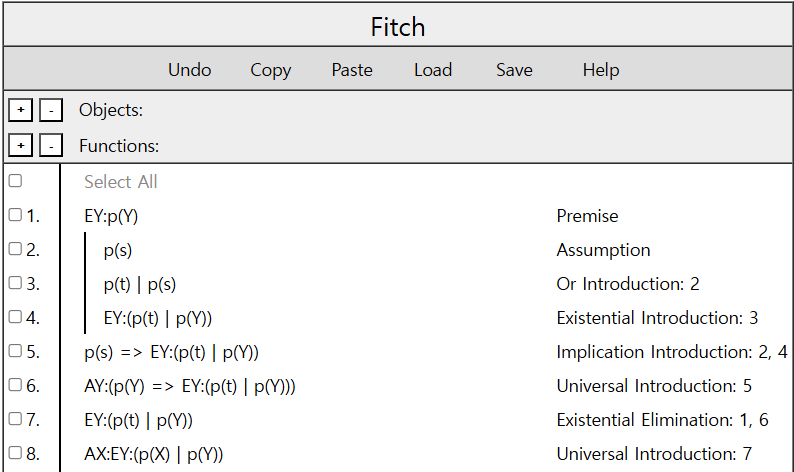 Fitch
Undo Copy Paste Load Save Help
+ - Objects:
+ - Functions:
Select All
1. EY:p(Y) Premise
2. p(s) Assumption
3. p(t) | p(s) Or Introduction: 2
4. EY:(p(t) | p(Y)) Existential Introduction: 3
5. p(s) => EY:(p(t) | p(Y)) Implication Introduction: 2, 4
6. AY:(p(Y) => EY:(p(t) | p(Y))) Universal Introduction: 5
7. EY:(p(t) | p(Y)) Existential Elimination: 1, 6
8. AX:EY:(p(X) | p(Y)) Universal Introduction: 7